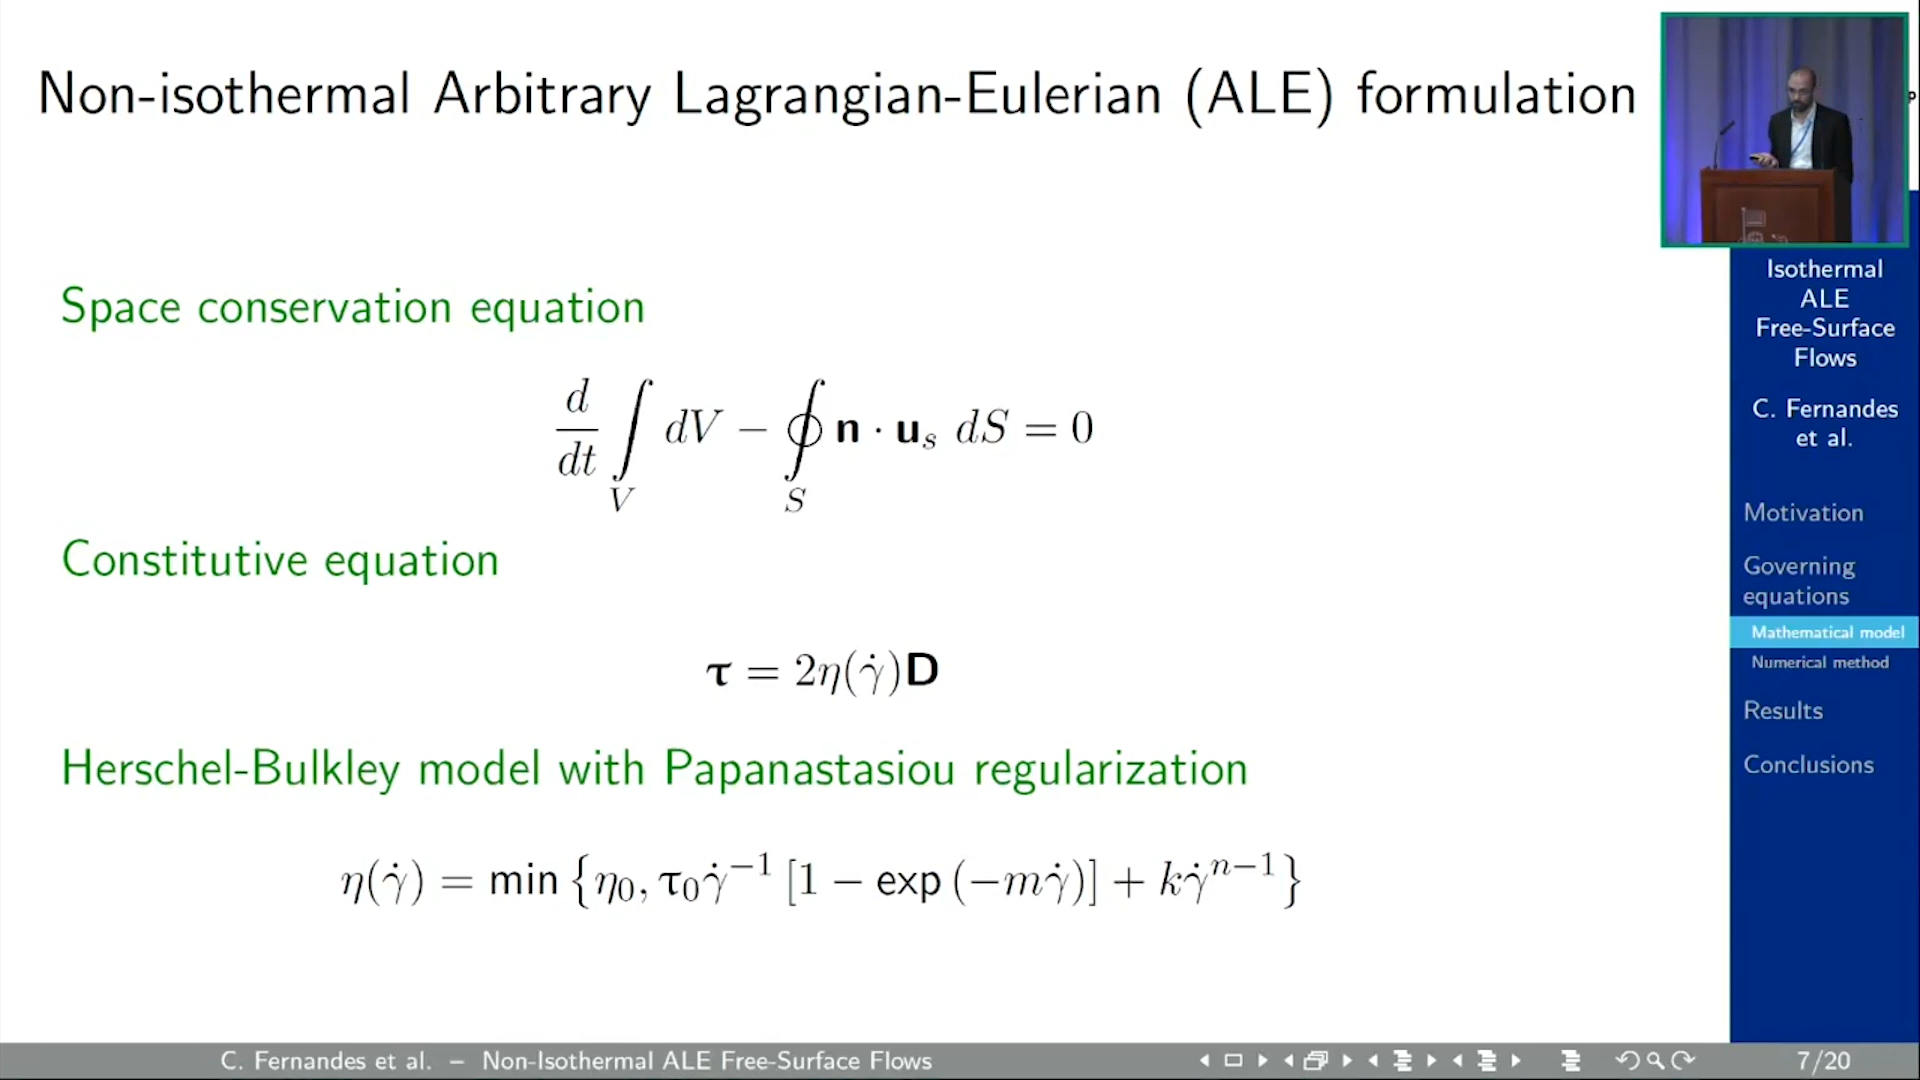 Non-isothermal Arbitrary Lagrangian-Eulerian (ALE) formulation
Space conservation equation
d/dt ∫_V dV − ∮_S n · u_s dS = 0
Constitutive equation
τ = 2η(γ̇)D
Herschel-Bulkley model with Papanastasiou regularization
η(γ̇) = min {η₀, τ₀γ̇⁻¹ [1 − exp (−mγ̇)] + kγ̇ⁿ⁻¹}
Isothermal
ALE
Free-Surface
Flows
C. Fernandes
et al.
Motivation
Governing
equations
Mathematical model
Numerical method
Results
Conclusions
C. Fernandes et al. – Non-Isothermal ALE Free-Surface Flows
7/20